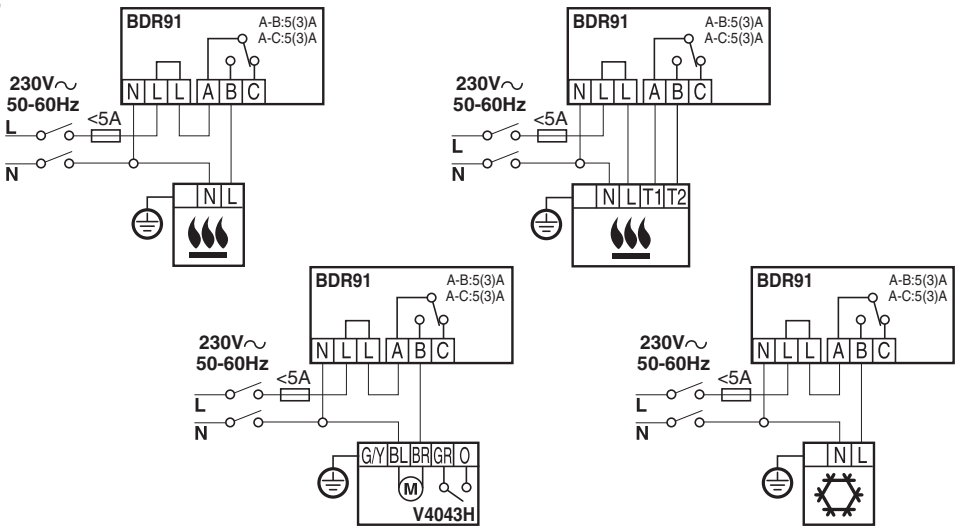 BDR91
A-B:5(3)A
A-C:5(3)A
230V~
50-60Hz
N L L A B C
<5A
L
N
N L
BDR91
A-B:5(3)A
A-C:5(3)A
230V~
50-60Hz
N L L A B C
<5A
L
N
N L T1 T2
BDR91
A-B:5(3)A
A-C:5(3)A
230V~
50-60Hz
N L L A B C
<5A
L
N
G/Y BL BR GR O
M
V4043H
BDR91
A-B:5(3)A
A-C:5(3)A
230V~
50-60Hz
N L L A B C
<5A
L
N
N L